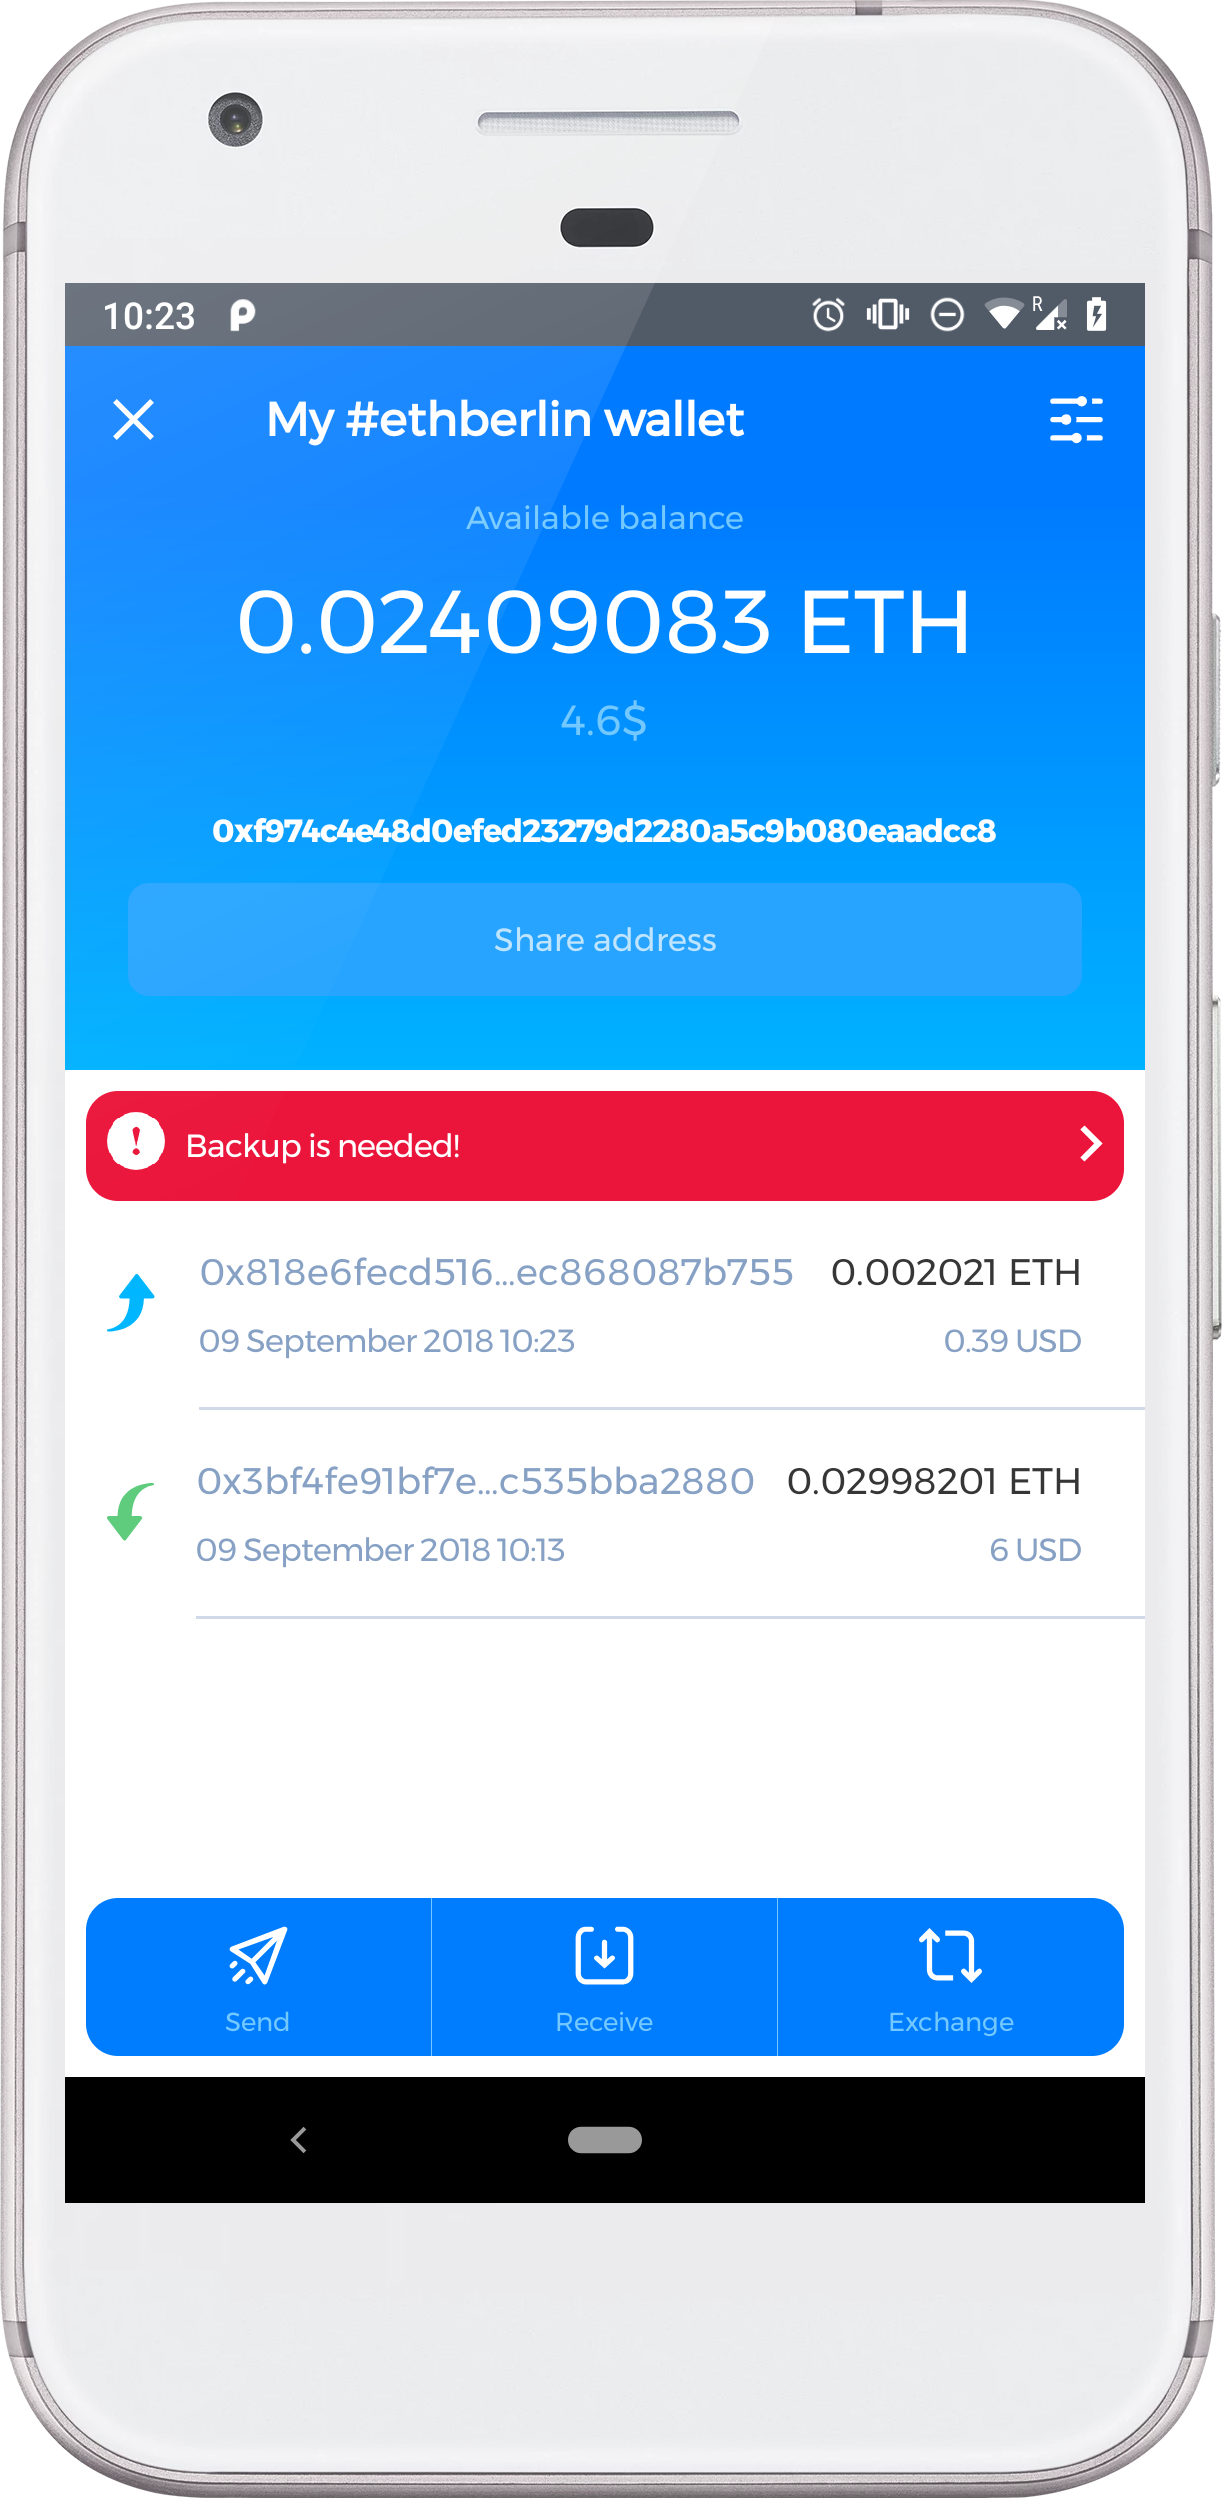 10:23
R
My #ethberlin wallet
Available balance
0.02409083 ETH
4.6$
0xf974c4e48d0efed23279d2280a5c9b080eaadcc8
Share address
! Backup is needed!
0x818e6fecd516...ec868087b755 0.002021 ETH
09 September 2018 10:23 0.39 USD
0x3bf4fe91bf7e...c535bba2880 0.02998201 ETH
09 September 2018 10:13 6 USD
Send Receive Exchange